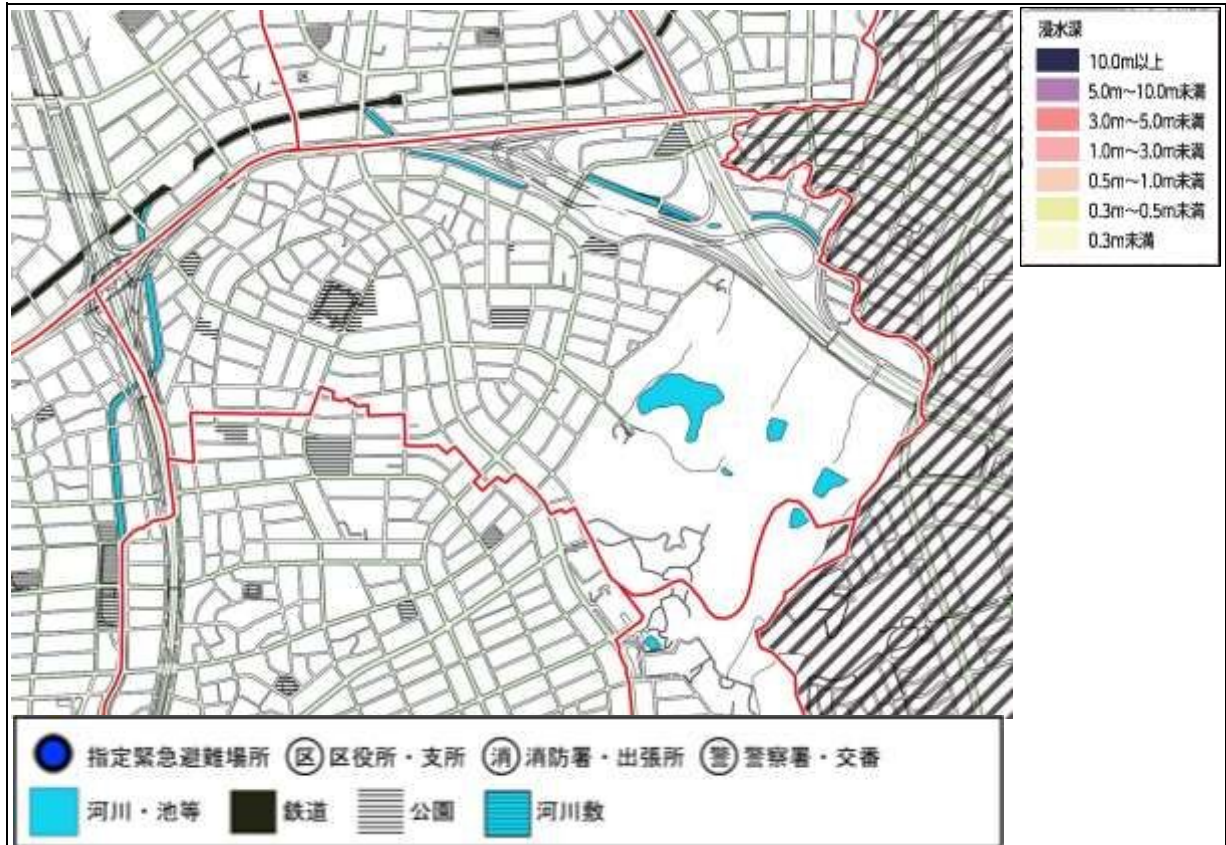 区
浸水深
10.0m以上
5.0m~10.0m未満
3.0m~5.0m未満
1.0m~3.0m未満
0.5m~1.0m未満
0.3m~0.5m未満
0.3m未満
指定緊急避難場所 区 区役所・支所 消 消防署・出張所 警 警察署・交番
河川・池等 鉄道 公園 河川敷